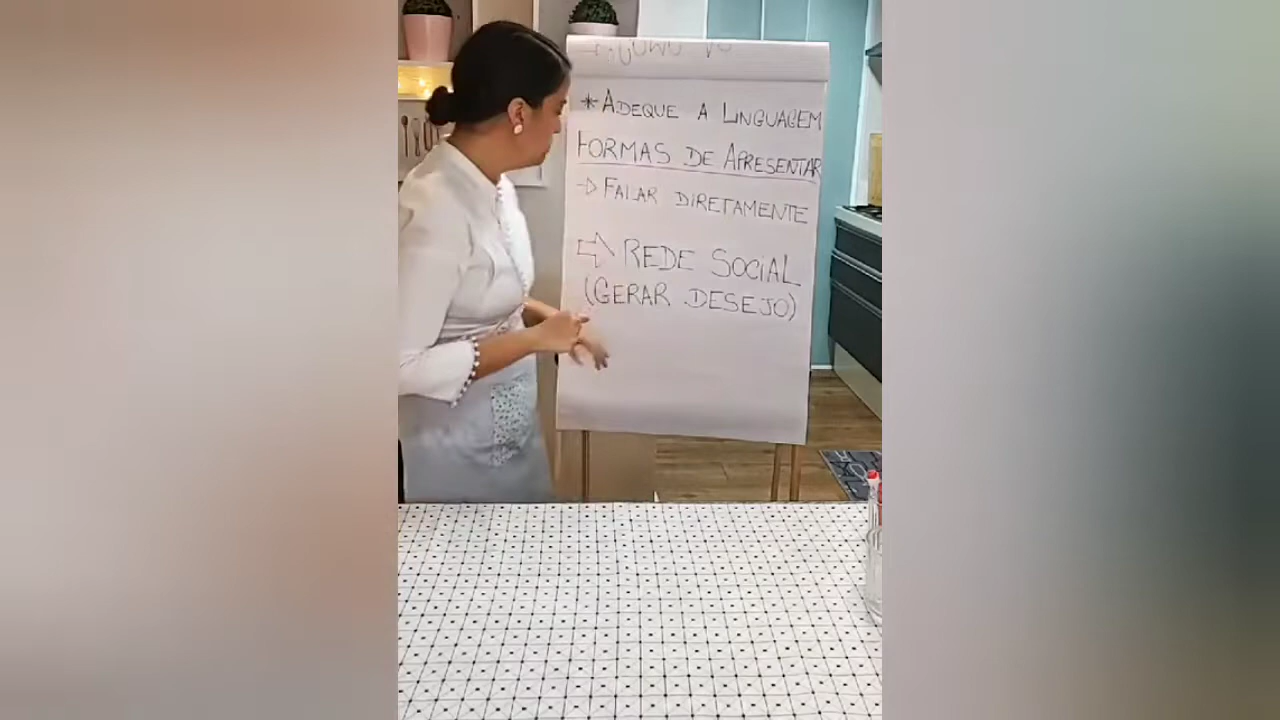 *ADEQUE A LINGUAGEM
FORMAS DE APRESENTAR
→ FALAR DIRETAMENTE
⇨ REDE SOCIAL
(GERAR DESEJO)